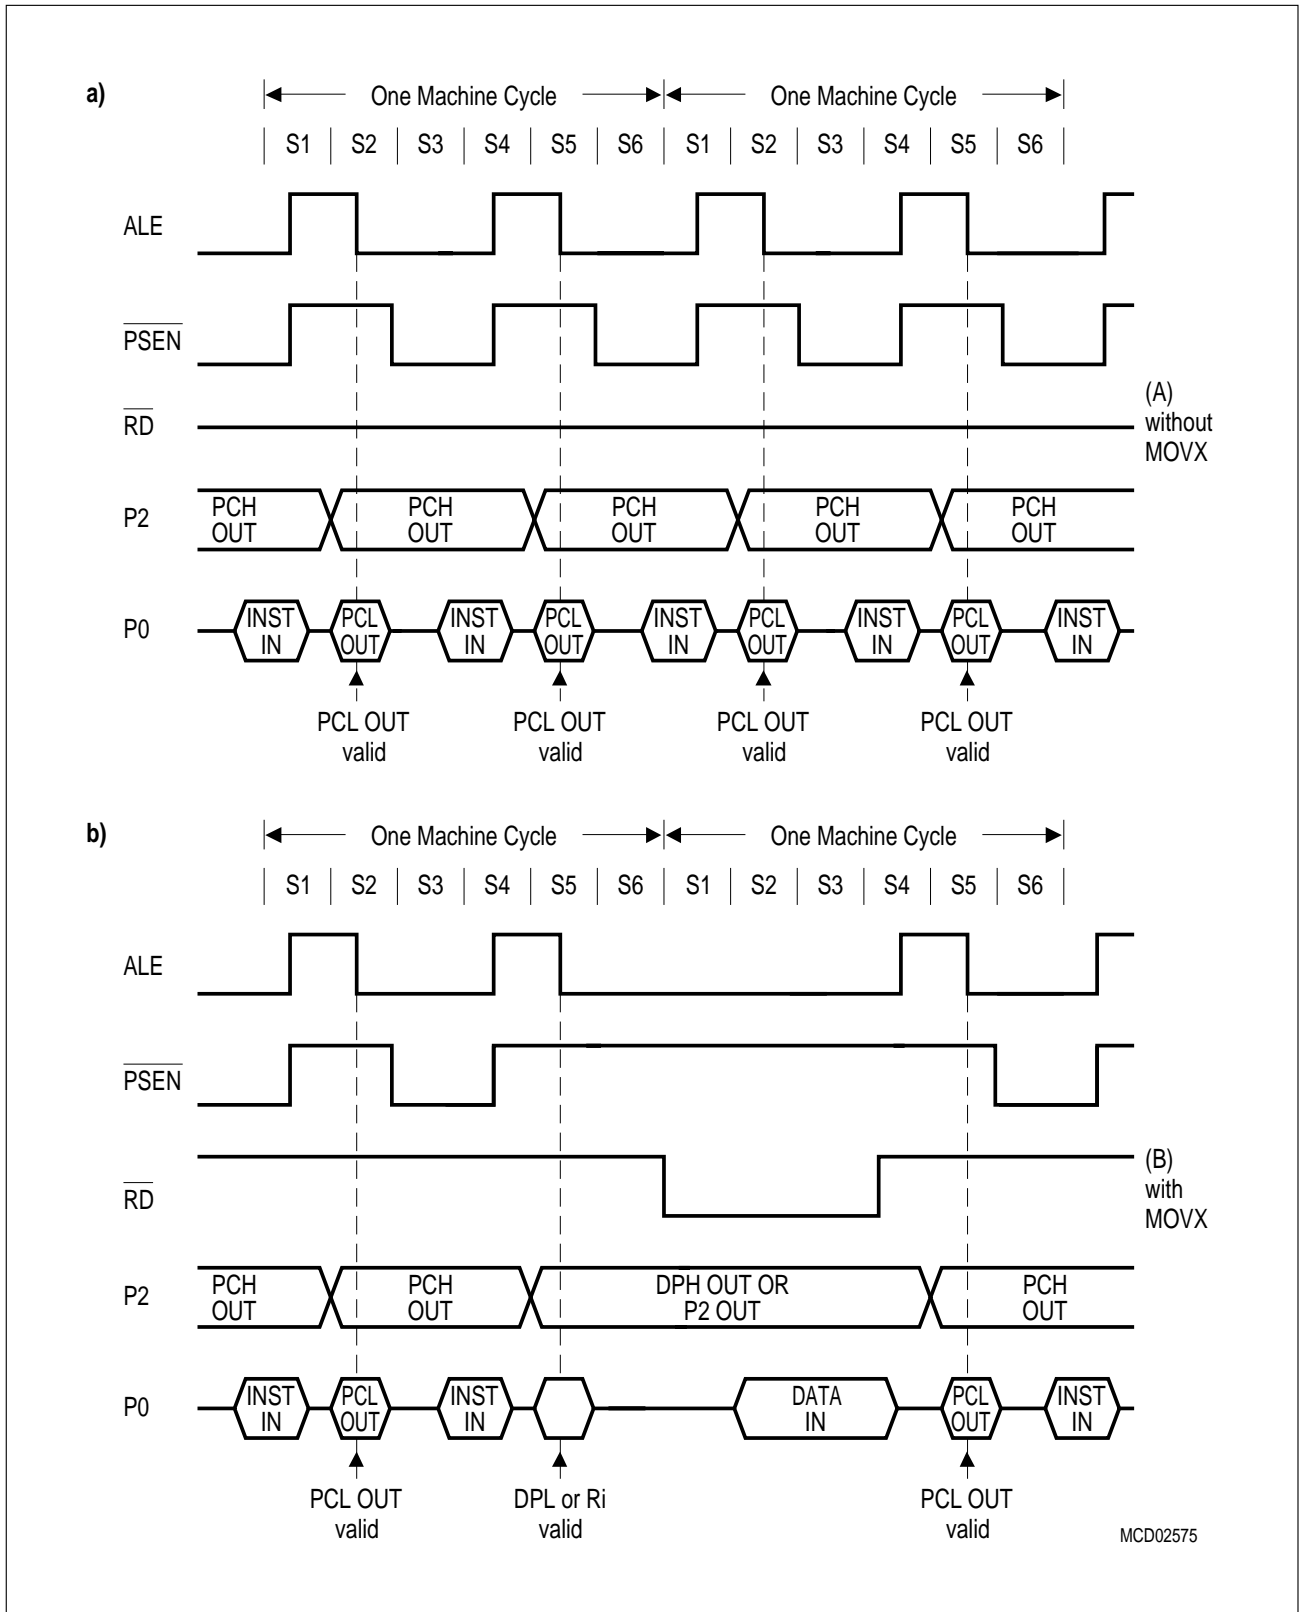 a)
One Machine Cycle One Machine Cycle
S1 S2 S3 S4 S5 S6 S1 S2 S3 S4 S5 S6
ALE
PSEN
RD
(A)
without
MOVX
P2
PCH PCH PCH PCH PCH
OUT OUT OUT OUT OUT
P0
INST PCL INST PCL INST PCL INST PCL INST
IN OUT IN OUT IN OUT IN OUT IN
PCL OUT PCL OUT PCL OUT PCL OUT
valid valid valid valid
b)
One Machine Cycle One Machine Cycle
S1 S2 S3 S4 S5 S6 S1 S2 S3 S4 S5 S6
ALE
PSEN
RD
(B)
with
MOVX
P2
PCH PCH DPH OUT OR PCH
OUT OUT P2 OUT OUT
P0
INST PCL INST DATA PCL INST
IN OUT IN IN OUT IN
PCL OUT DPL or Ri PCL OUT
valid valid valid
MCD02575